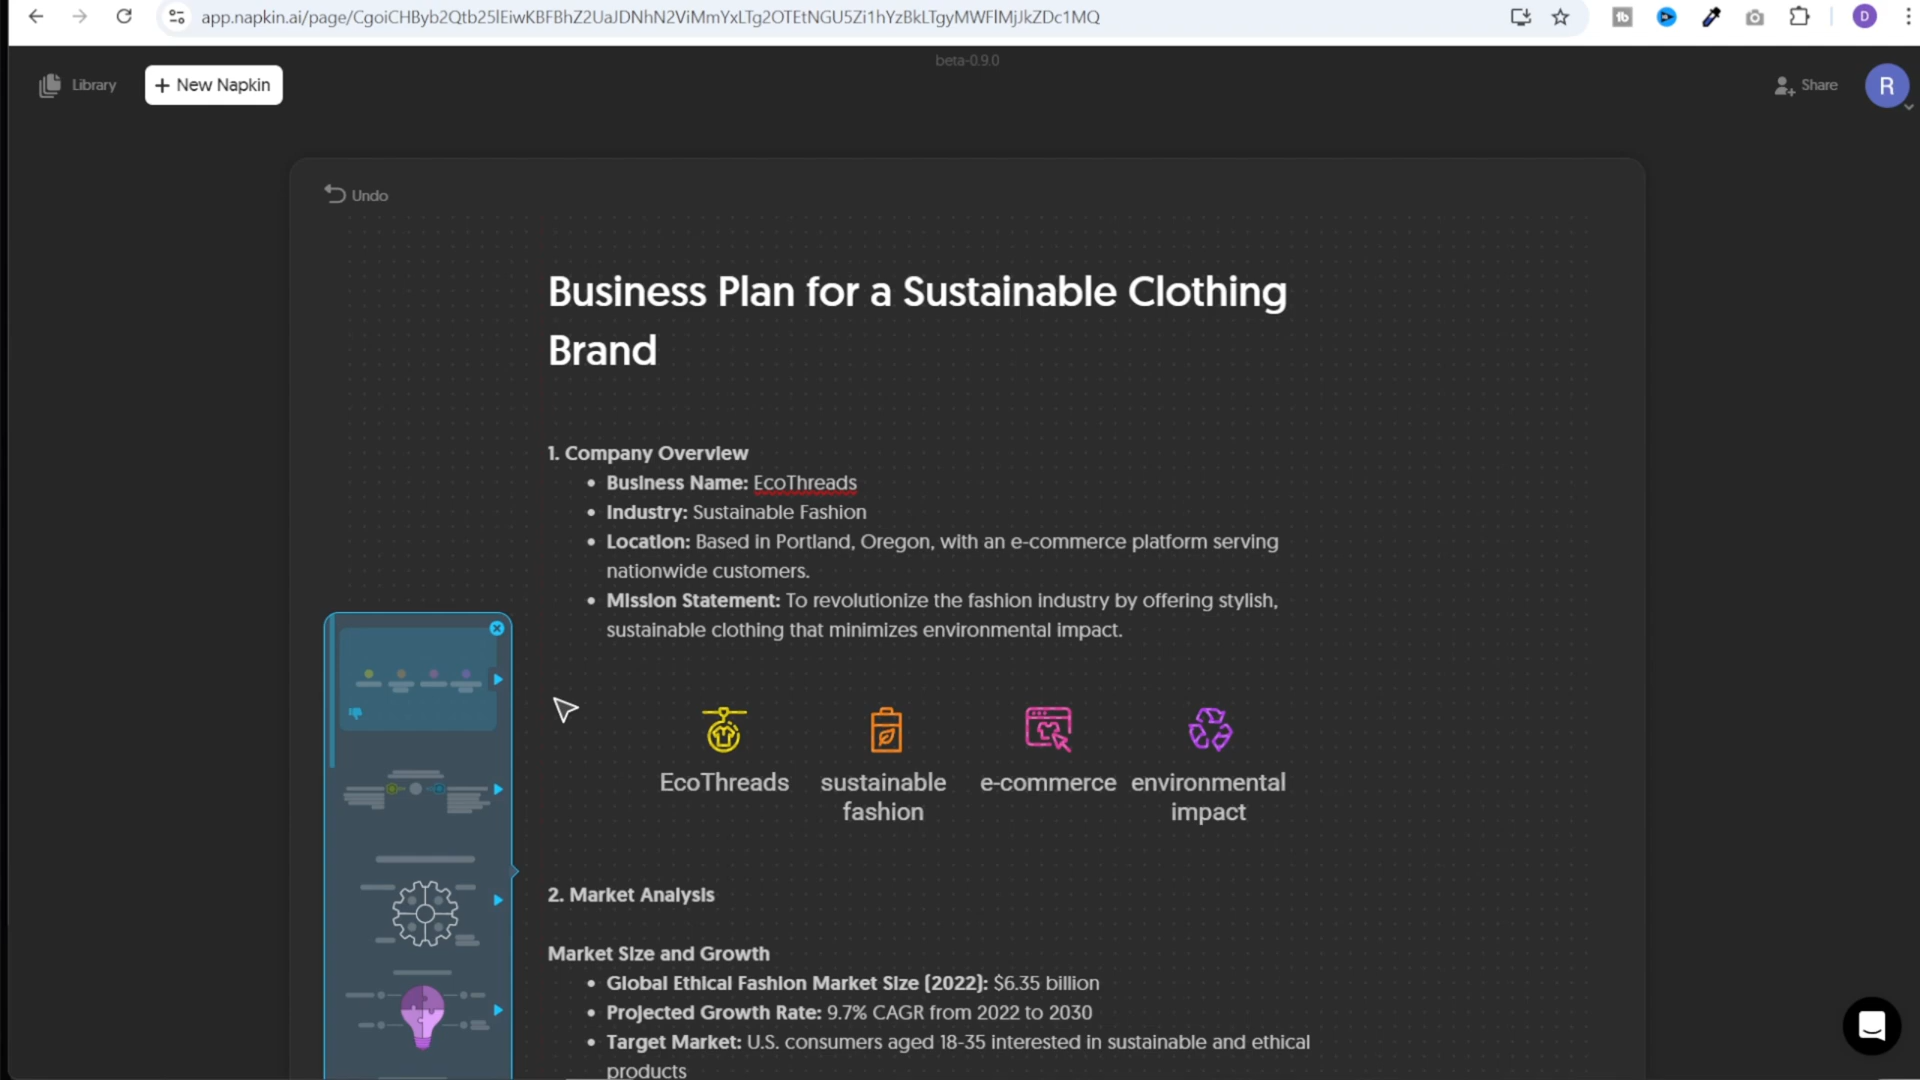 app.napkin.ai/page/CgoiCHByb2Qtb25lEiwKBFBhZ2UaJDNhN2ViMmYxLTg2OTEtNGU5Zi1hYzBkLTgyMWFlMjJkZDc1MQ
D
beta-0.9.0
Library
+ New Napkin
Share
R
Undo
Business Plan for a Sustainable Clothing
Brand
1. Company Overview
• Business Name: EcoThreads
• Industry: Sustainable Fashion
• Location: Based in Portland, Oregon, with an e-commerce platform serving
nationwide customers.
• Mission Statement: To revolutionize the fashion industry by offering stylish,
sustainable clothing that minimizes environmental impact.
EcoThreads
sustainable
fashion
e-commerce
environmental
impact
2. Market Analysis
Market Size and Growth
• Global Ethical Fashion Market Size (2022): $6.35 billion
• Projected Growth Rate: 9.7% CAGR from 2022 to 2030
• Target Market: U.S. consumers aged 18-35 interested in sustainable and ethical
products